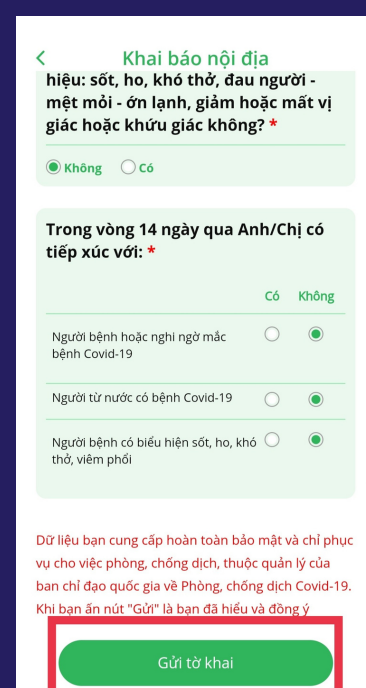 Khai báo nội địa
hiệu: sốt, ho, khó thở, đau người -
mệt mỏi - ớn lạnh, giảm hoặc mất vị
giác hoặc khứu giác không? *
Không Có
Trong vòng 14 ngày qua Anh/Chị có
tiếp xúc với: *
Có Không
Người bệnh hoặc nghi ngờ mắc
bệnh Covid-19
Người từ nước có bệnh Covid-19
Người bệnh có biểu hiện sốt, ho, khó
thở, viêm phổi
Dữ liệu bạn cung cấp hoàn toàn bảo mật và chỉ phục
vụ cho việc phòng, chống dịch, thuộc quản lý của
ban chỉ đạo quốc gia về Phòng, chống dịch Covid-19.
Khi bạn ấn nút "Gửi" là bạn đã hiểu và đồng ý
Gửi tờ khai